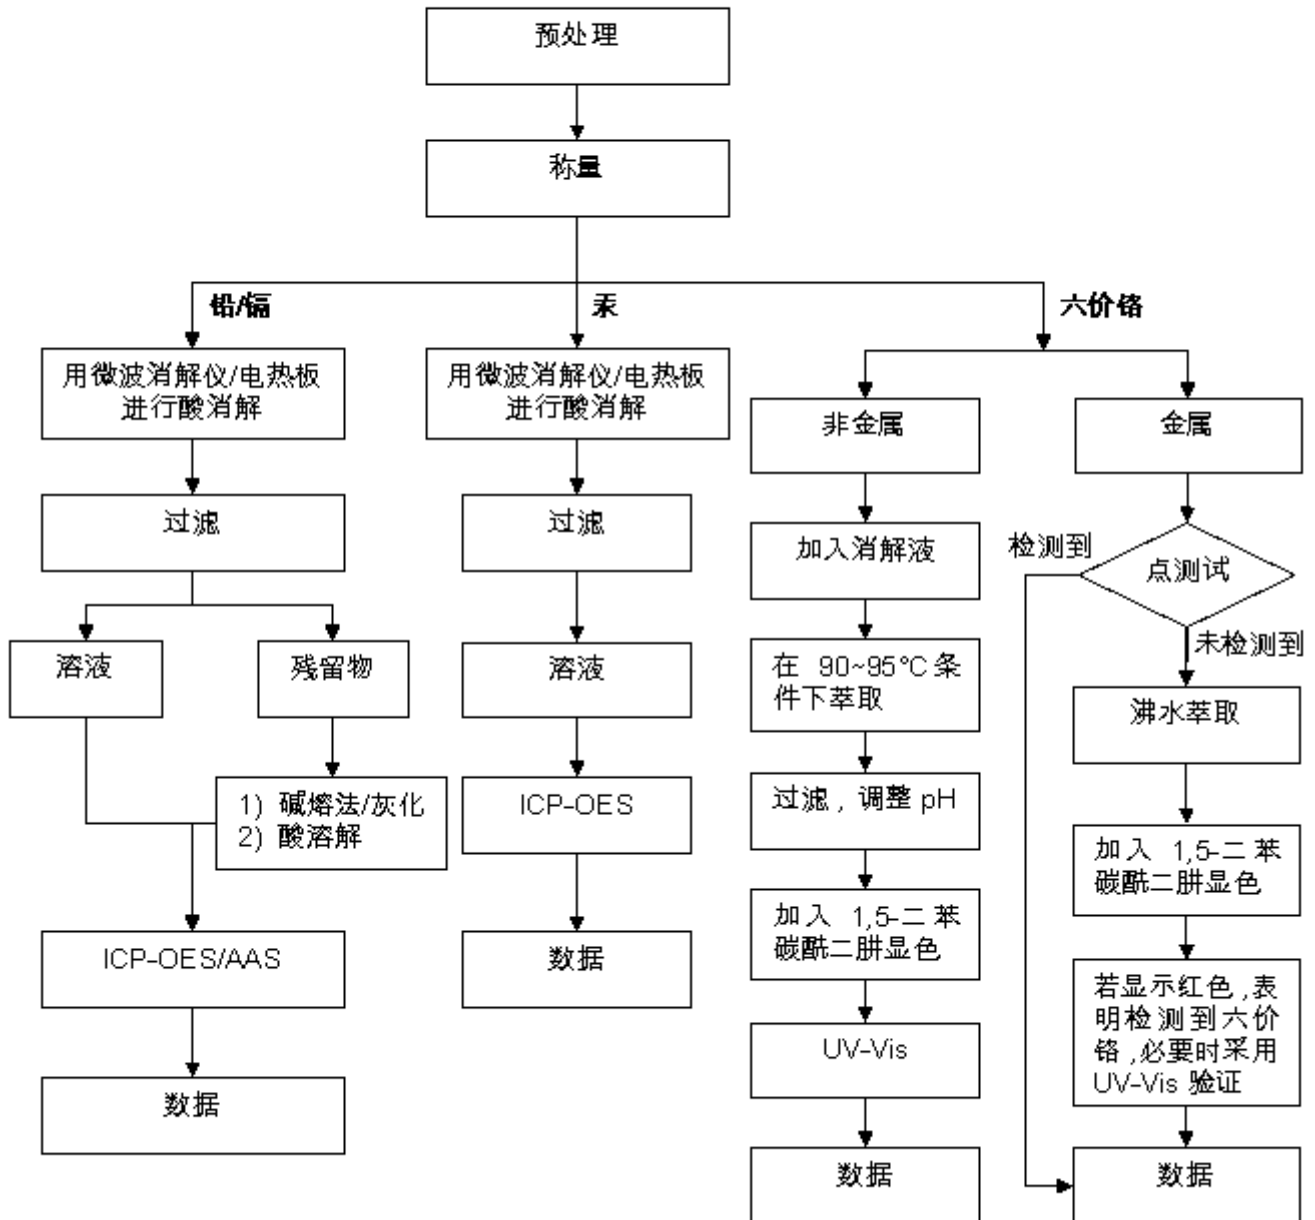 预处理
称量
铅/镉
汞
六价铬
用微波消解仪/电热板
进行酸消解
过滤
溶液
残留物
1) 碱熔法/灰化
2) 酸溶解
ICP-OES/AAS
数据
用微波消解仪/电热板
进行酸消解
过滤
溶液
ICP-OES
数据
非金属
加入消解液
在 90~95°C 条
件下萃取
过滤，调整 pH
加入 1,5-二苯
碳酰二肼显色
UV-Vis
数据
金属
点测试
检测到
未检测到
沸水萃取
加入 1,5-二苯
碳酰二肼显色
若显示红色，表
明检测到六价
铬，必要时采用
UV-Vis 验证
数据